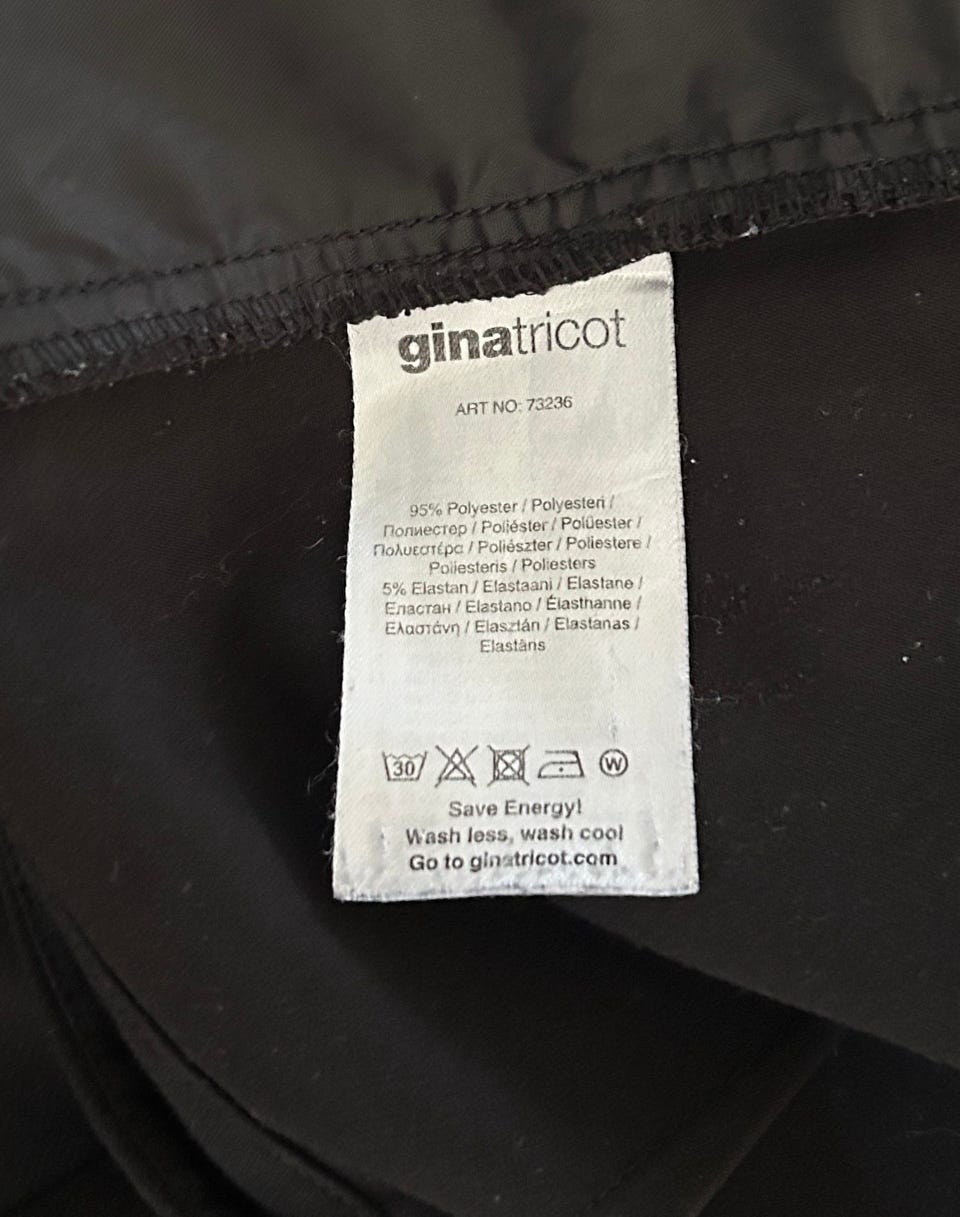 ginatricot
ART NO: 73236
95% Polyester / Polyesteri /
Полиестер / Poliéster / Polüester /
Πολυεστέρα / Poliészter / Poliestere /
Poliesteris / Poliesters
5% Elastan / Elastaani / Elastane /
Еластан / Elastano / Élasthanne /
Ελαστάνη / Elasztán / Elastanas /
Elastāns
30 W
Save Energy!
Wash less, wash cool
Go to ginatricot.com